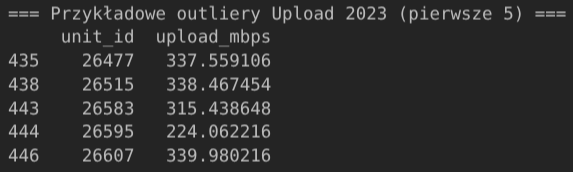 === Przykładowe outliery Upload 2023 (pierwsze 5) ===
unit_id upload_mbps
435 26477 337.559106
438 26515 338.467454
443 26583 315.438648
444 26595 224.062216
446 26607 339.980216